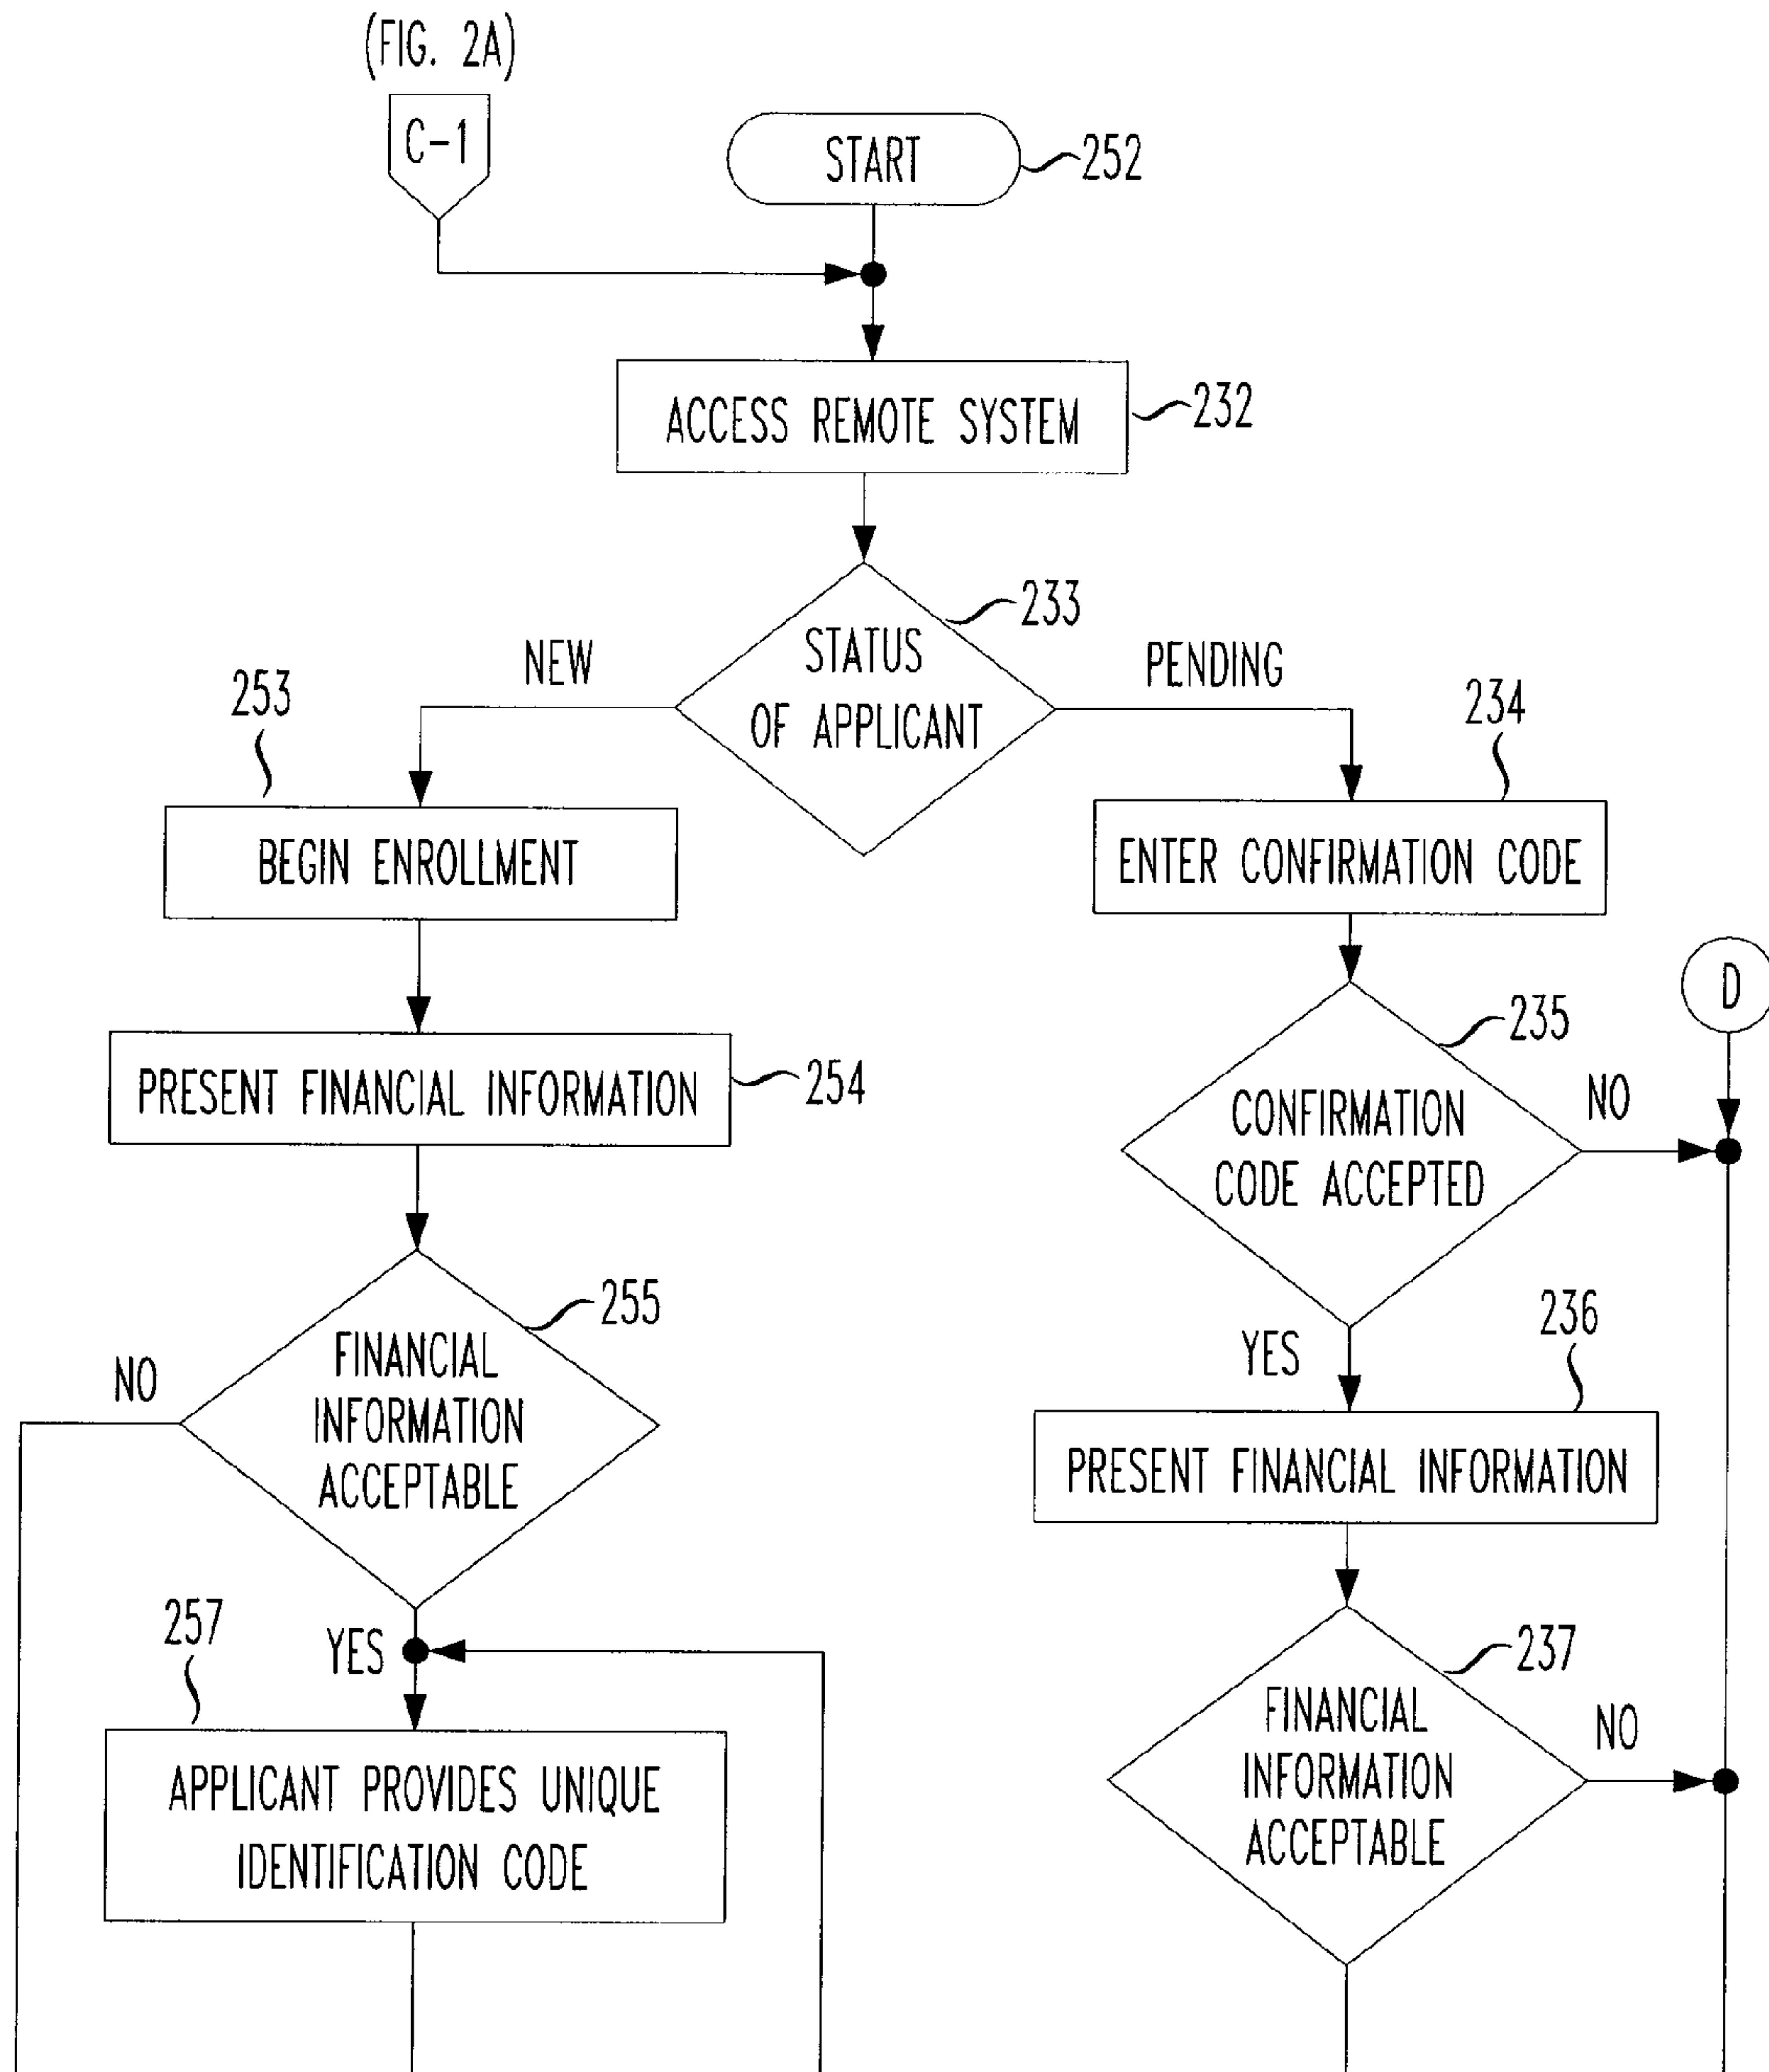 (FIG. 2A)
C-1
START
252
ACCESS REMOTE SYSTEM
232
STATUS
OF APPLICANT
233
NEW
PENDING
253
234
BEGIN ENROLLMENT
ENTER CONFIRMATION CODE
D
235
PRESENT FINANCIAL INFORMATION
254
CONFIRMATION
CODE ACCEPTED
NO
255
236
FINANCIAL
INFORMATION
ACCEPTABLE
NO
YES
PRESENT FINANCIAL INFORMATION
257
YES
237
APPLICANT PROVIDES UNIQUE
IDENTIFICATION CODE
FINANCIAL
INFORMATION
ACCEPTABLE
NO